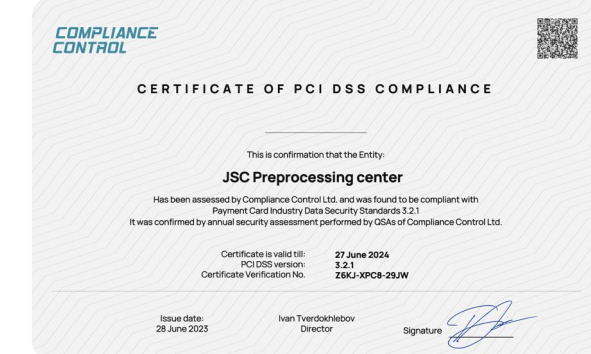 COMPLIANCE
CONTROL
CERTIFICATE OF PCI DSS COMPLIANCE
This is confirmation that the Entity:
JSC Preprocessing center
Has been assessed by Compliance Control Ltd. and was found to be compliant with
Payment Card Industry Data Security Standards 3.2.1
It was confirmed by annual security assessment performed by QSAs of Compliance Control Ltd.
Certificate is valid till: 27 June 2024
PCI DSS version: 3.2.1
Certificate Verification No. Z6KJ-XPC8-29JW
Issue date:
28 June 2023
Ivan Tverdokhlebov
Director
Signature